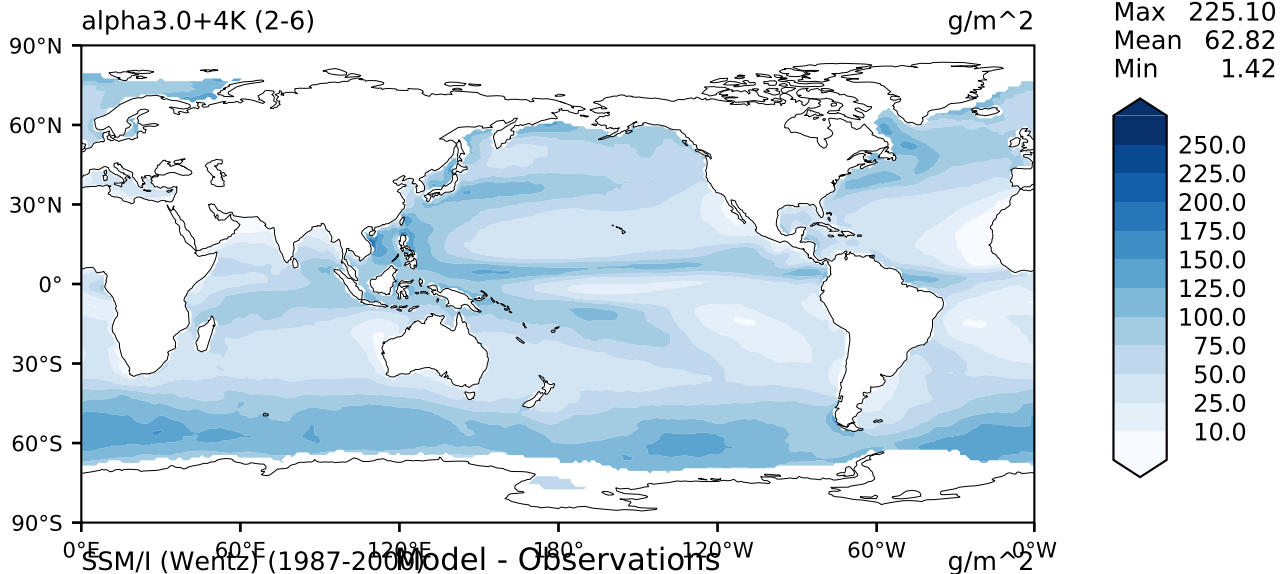 alpha3.0+4K (2-6) g/m^2
Max 225.10
Mean 62.82
Min 1.42
90°N
60°N
30°N
0°
30°S
60°S
90°S
250.0
225.0
200.0
175.0
150.0
125.0
100.0
75.0
50.0
25.0
10.0
0°E 60°E 120°E 180° 120°W 60°W 0°W
SSM/I (Wentz) (1987-2000) Model - Observations g/m^2